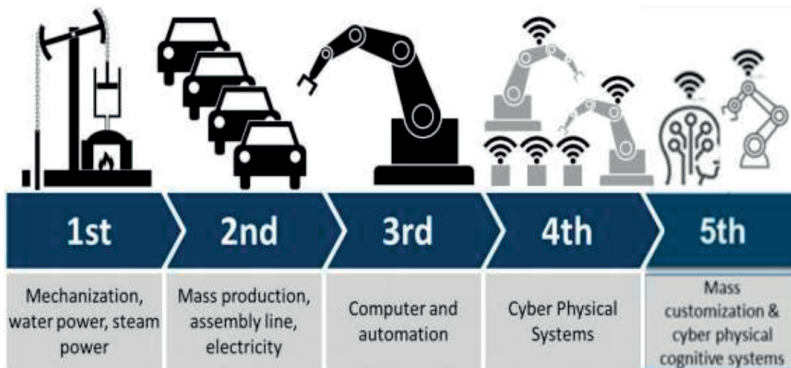 1st
2nd
3rd
4th
5th
Mechanization,
water power, steam
power
Mass production,
assembly line,
electricity
Computer and
automation
Cyber Physical
Systems
Mass
customization &
cyber physical
cognitive systems